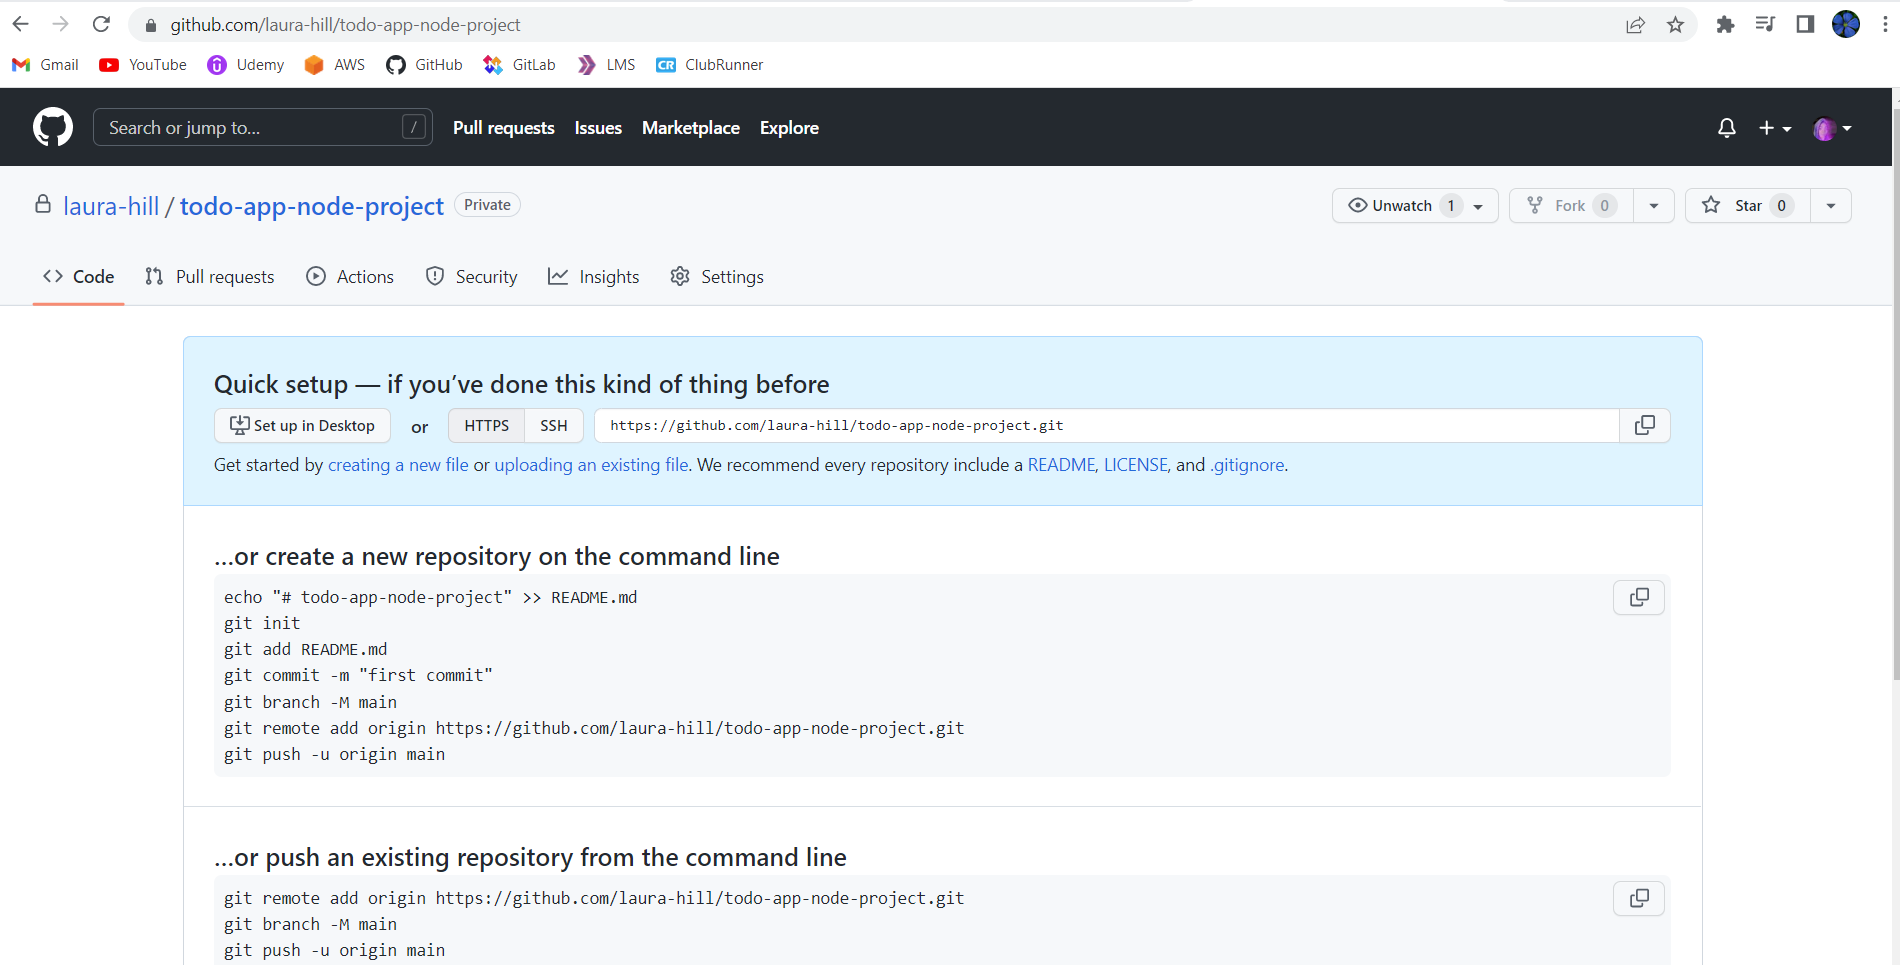 github.com/laura-hill/todo-app-node-project
Gmail YouTube Udemy AWS GitHub GitLab LMS CR ClubRunner
Search or jump to... / Pull requests Issues Marketplace Explore
laura-hill / todo-app-node-project Private Unwatch 1 Fork 0 Star 0
Code Pull requests Actions Security Insights Settings
Quick setup — if you’ve done this kind of thing before
Set up in Desktop or HTTPS SSH https://github.com/laura-hill/todo-app-node-project.git
Get started by creating a new file or uploading an existing file. We recommend every repository include a README, LICENSE, and .gitignore.
…or create a new repository on the command line
echo "# todo-app-node-project" >> README.md
git init
git add README.md
git commit -m "first commit"
git branch -M main
git remote add origin https://github.com/laura-hill/todo-app-node-project.git
git push -u origin main
…or push an existing repository from the command line
git remote add origin https://github.com/laura-hill/todo-app-node-project.git
git branch -M main
git push -u origin main